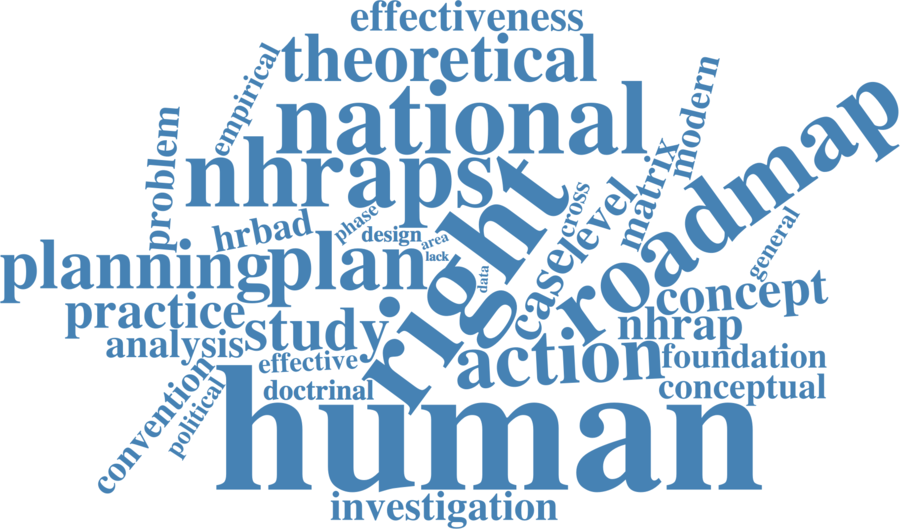 effectiveness
theoretical
empirical
modern
national
problem
nhraps
roadmap
right
matrix
cross
level
hrbad
phase
design
area
lack
general
planning
plan
data
case
concept
practice
study
nhrap
analysis
effective
action
foundation
convention
political
doctrinal
conceptual
human
investigation